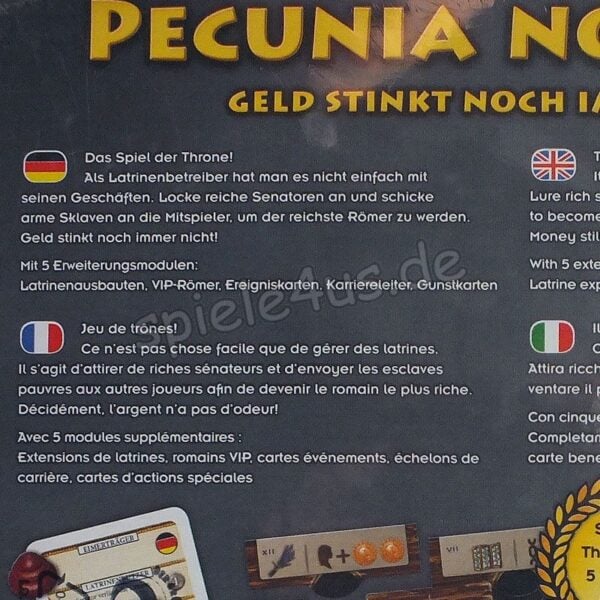 PECUNIA NO
GELD STINKT NOCH I
Das Spiel der Throne!
Als Latrinenbetreiber hat man es nicht einfach mit
seinen Geschäften. Locke reiche Senatoren an und schicke
arme Sklaven an die Mitspieler, um der reichste Römer zu werden.
Geld stinkt noch immer nicht!
Mit 5 Erweiterungsmodulen:
Latrinenausbauten, VIP-Römer, Ereigniskarten, Karriereleiter, Gunstkarten
Jeu de trônes!
Ce n'est pas chose facile que de gérer des latrines.
Il s'agit d'attirer de riches sénateurs et d'envoyer les esclaves
pauvres aux autres joueurs afin de devenir le romain le plus riche.
Décidément, l'argent n'a pas d'odeur!
Avec 5 modules supplémentaires :
Extensions de latrines, romains VIP, cartes événements, échelons de
carrière, cartes d'actions spéciales
T
I
Lure rich s
to become
Money stil
With 5 exte
Latrine exp
I
C
Attira ricch
ventare il p
Con cinque
Completam
carte bene
spiele4us.de
EIMERTRÄGER
XII
+
VII
S
Th
5